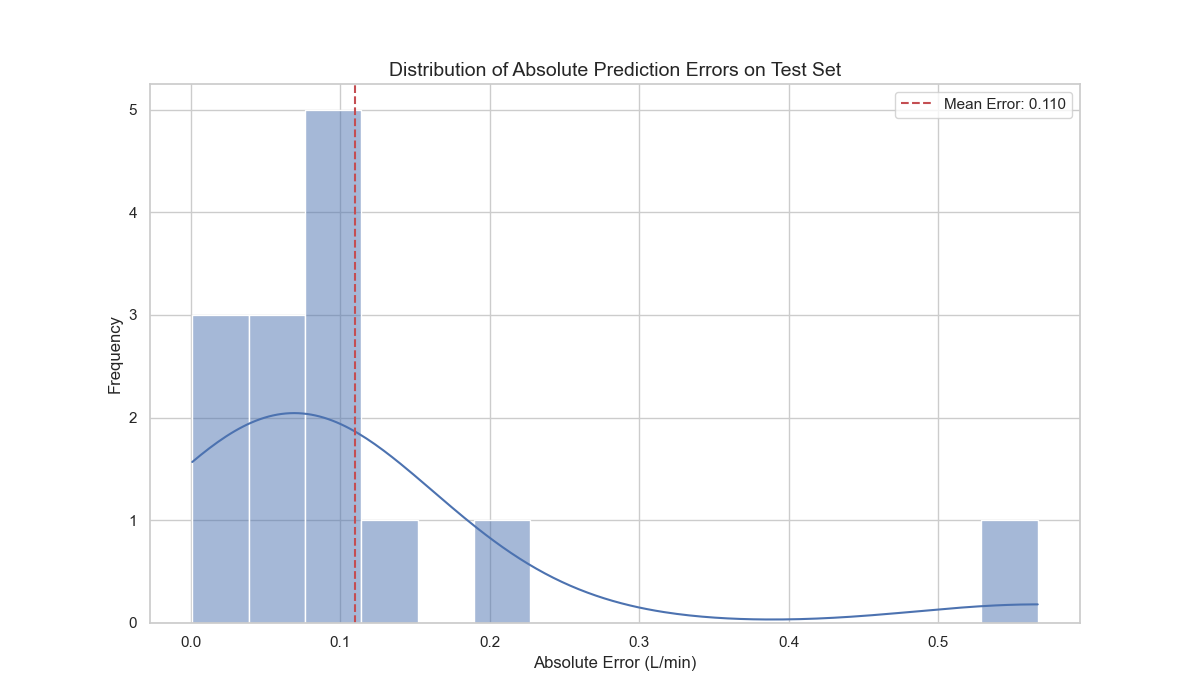 Distribution of Absolute Prediction Errors on Test Set
Mean Error: 0.110
Frequency
5
4
3
2
1
0
0.0 0.1 0.2 0.3 0.4 0.5
Absolute Error (L/min)